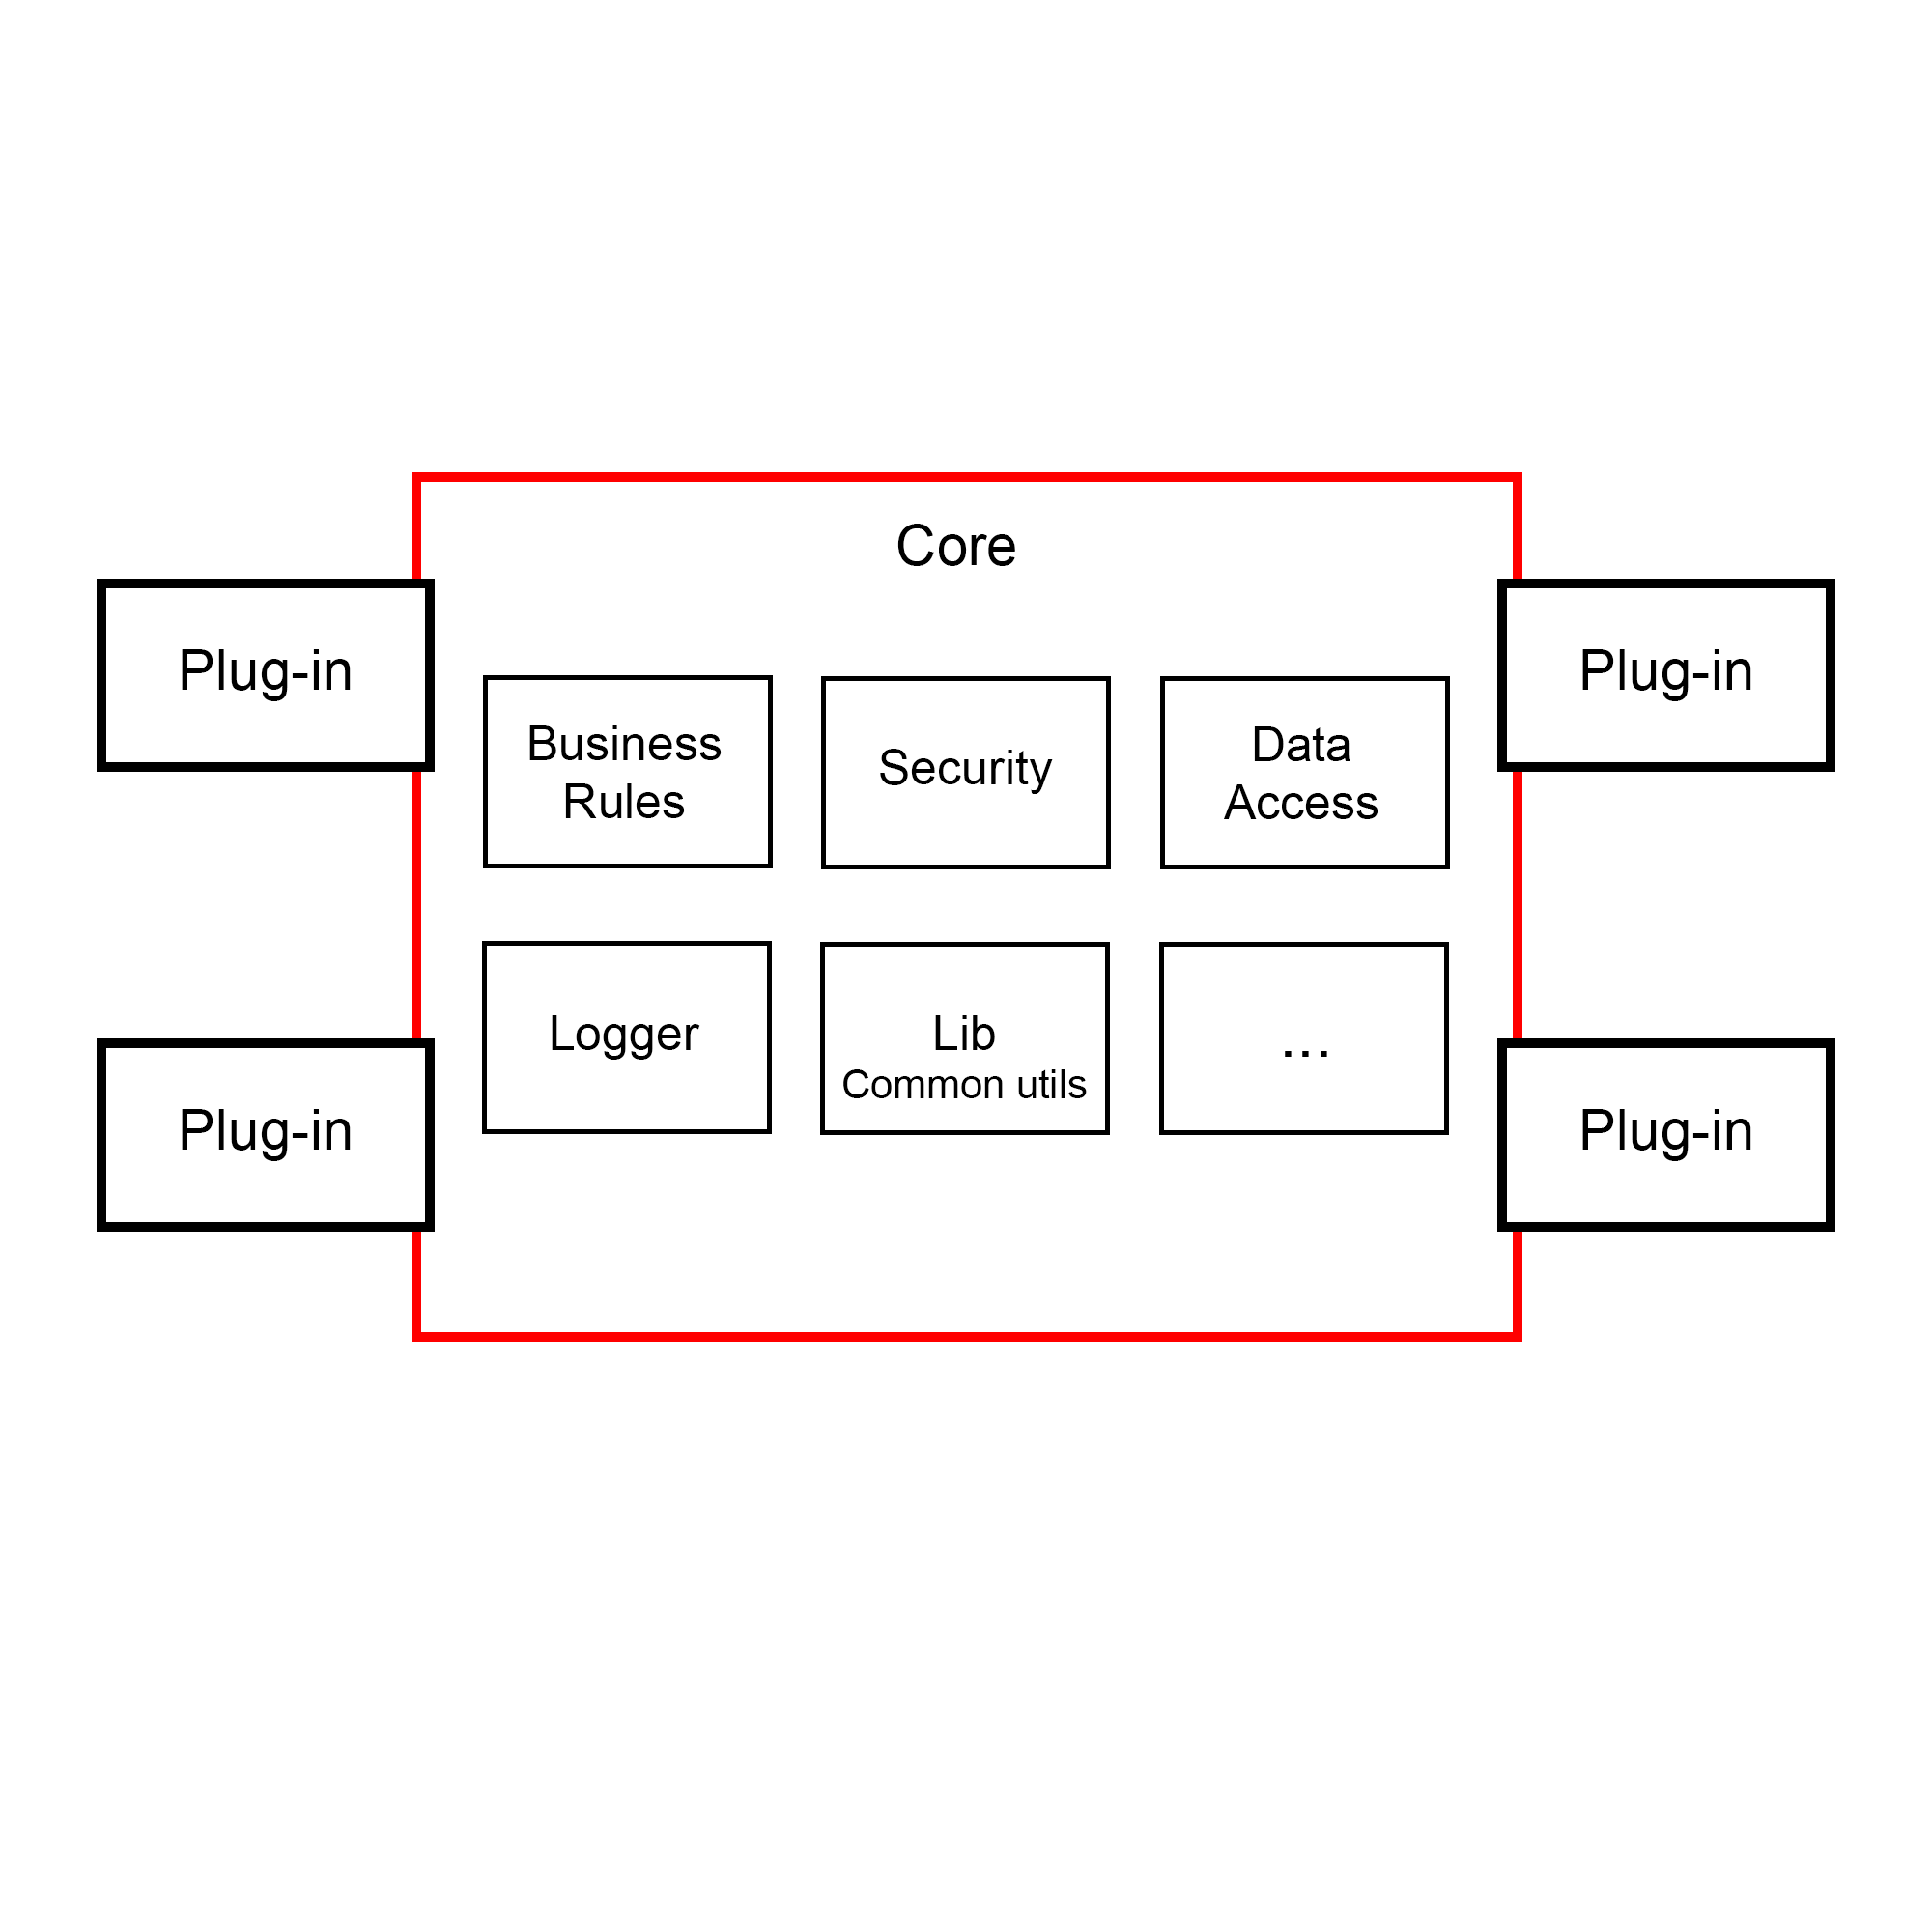 Core
Plug-in
Plug-in
Business
Rules
Security
Data
Access
Logger
Lib
Common utils
...
Plug-in
Plug-in